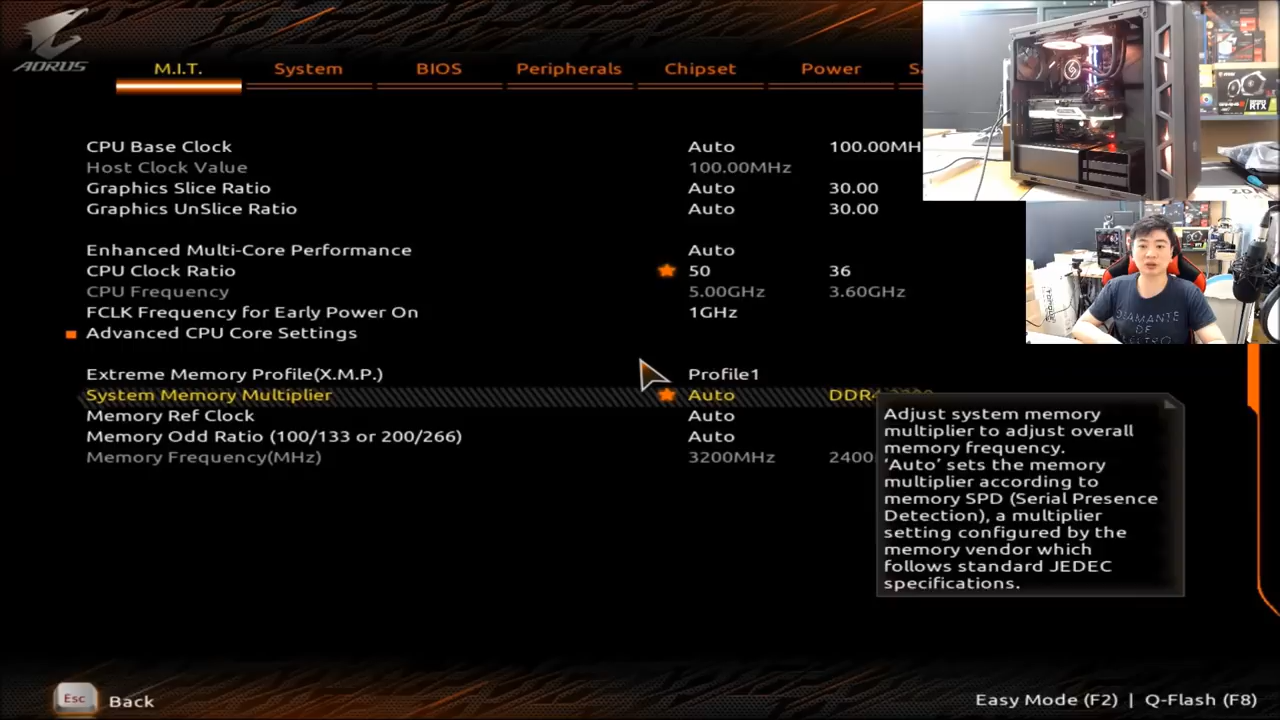 AORUS
M.I.T. System BIOS Peripherals Chipset Power
CPU Base Clock Auto 100.00MH
Host Clock Value 100.00MHz
Graphics Slice Ratio Auto 30.00
Graphics UnSlice Ratio Auto 30.00
Enhanced Multi-Core Performance Auto
CPU Clock Ratio 50 36
CPU Frequency 5.00GHz 3.60GHz
FCLK Frequency for Early Power On 1GHz
Advanced CPU Core Settings
Extreme Memory Profile(X.M.P.) Profile1
System Memory Multiplier Auto
Memory Ref Clock Auto
Memory Odd Ratio (100/133 or 200/266) Auto
Memory Frequency(MHz) 3200MHz 2400
Adjust system memory
multiplier to adjust overall
memory frequency.
'Auto' sets the memory
multiplier according to
memory SPD (Serial Presence
Detection), a multiplier
setting configured by the
memory vendor which
follows standard JEDEC
specifications.
RTX
DIAMANTE
DE
Esc Back
Easy Mode (F2) | Q-Flash (F8)